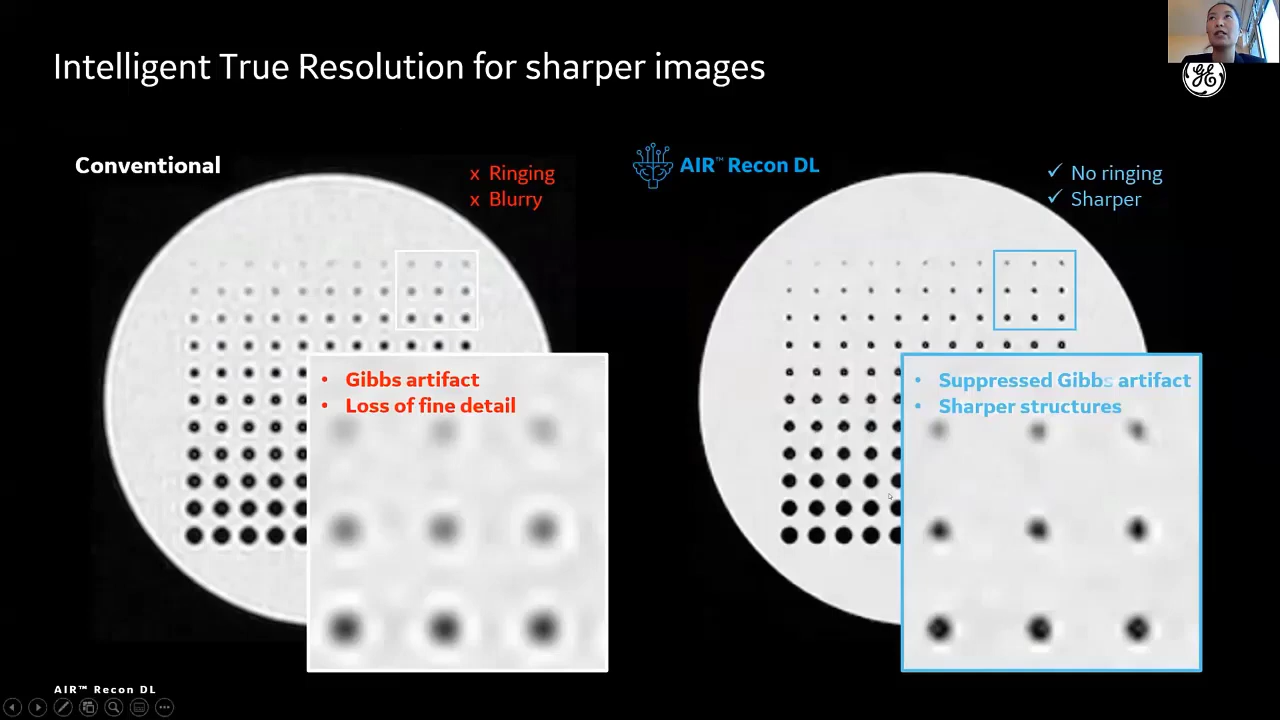 Intelligent True Resolution for sharper images
GE
Conventional
x Ringing
x Blurry
AIR™ Recon DL
✓ No ringing
✓ Sharper
• Gibbs artifact
• Loss of fine detail
• Suppressed Gibbs artifact
• Sharper structures
AIR™ Recon DL